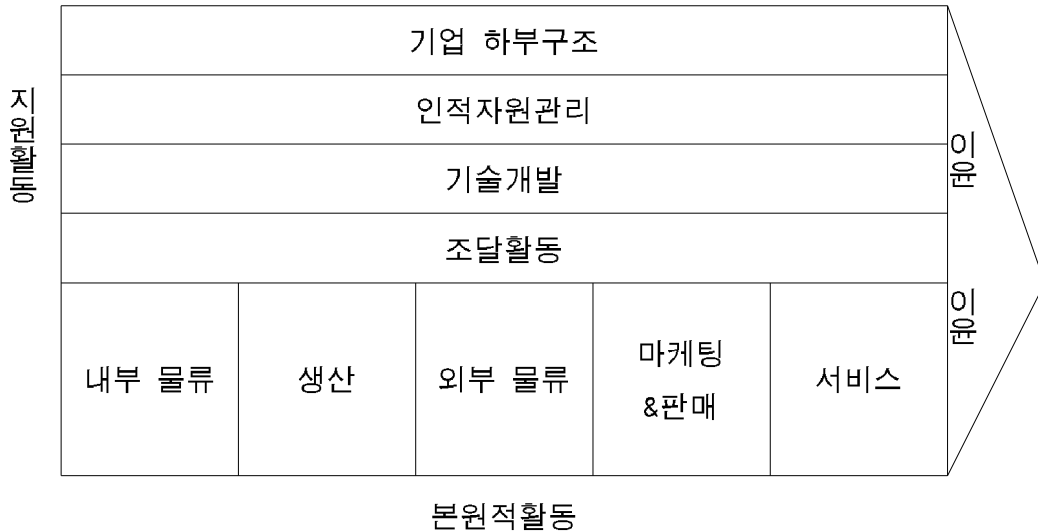 기업 하부구조
지원활동
인적자원관리
이윤
기술개발
조달활동
이윤
내부 물류
생산
외부 물류
마케팅
&판매
서비스
본원적활동